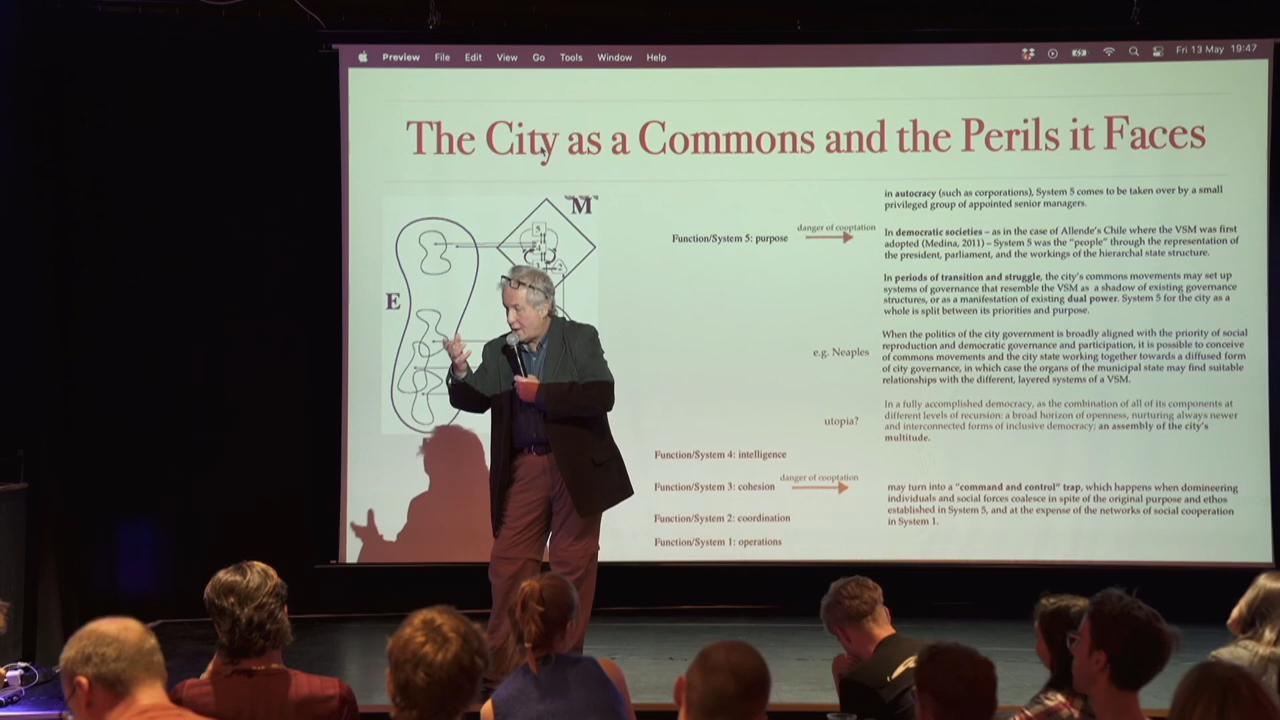 Preview File Edit View Go Tools Window Help
Fri 13 May 19:47
The City as a Commons and the Perils it Faces
M
E
5
Function/System 5: purpose
danger of cooptation
in autocracy (such as corporations), System 5 comes to be taken over by a small
privileged group of appointed senior managers.
In democratic societies – as in the case of Allende's Chile where the VSM was first
adopted (Medina, 2011) – System 5 was the "people" through the representation of
the president, parliament, and the workings of the hierarchal state structure.
In periods of transition and struggle, the city's commons movements may set up
systems of governance that resemble the VSM as a shadow of existing governance
structures, or as a manifestation of existing dual power. System 5 for the city as a
whole is split between its priorities and purpose.
e.g. Neaples
When the politics of the city government is broadly aligned with the priority of social
reproduction and democratic governance and participation, it is possible to conceive
of commons movements and the city state working together towards a diffused form
of city governance, in which case the organs of the municipal state may find suitable
relationships with the different, layered systems of a VSM.
utopia?
In a fully accomplished democracy, as the combination of all of its components at
different levels of recursion: a broad horizon of openness, nurturing always newer
and interconnected forms of inclusive democracy; an assembly of the city's
multitude.
Function/System 4: intelligence
Function/System 3: cohesion
danger of cooptation
may turn into a "command and control" trap, which happens when domineering
individuals and social forces coalesce in spite of the original purpose and ethos
established in System 5, and at the expense of the networks of social cooperation
in System 1.
Function/System 2: coordination
Function/System 1: operations